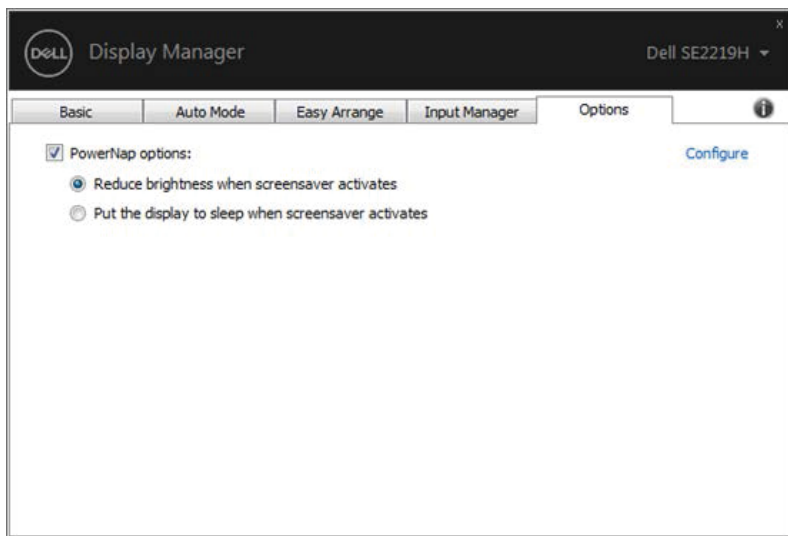 x
DELL Display Manager Dell SE2219H
Basic Auto Mode Easy Arrange Input Manager Options i
PowerNap options: Configure
Reduce brightness when screensaver activates
Put the display to sleep when screensaver activates